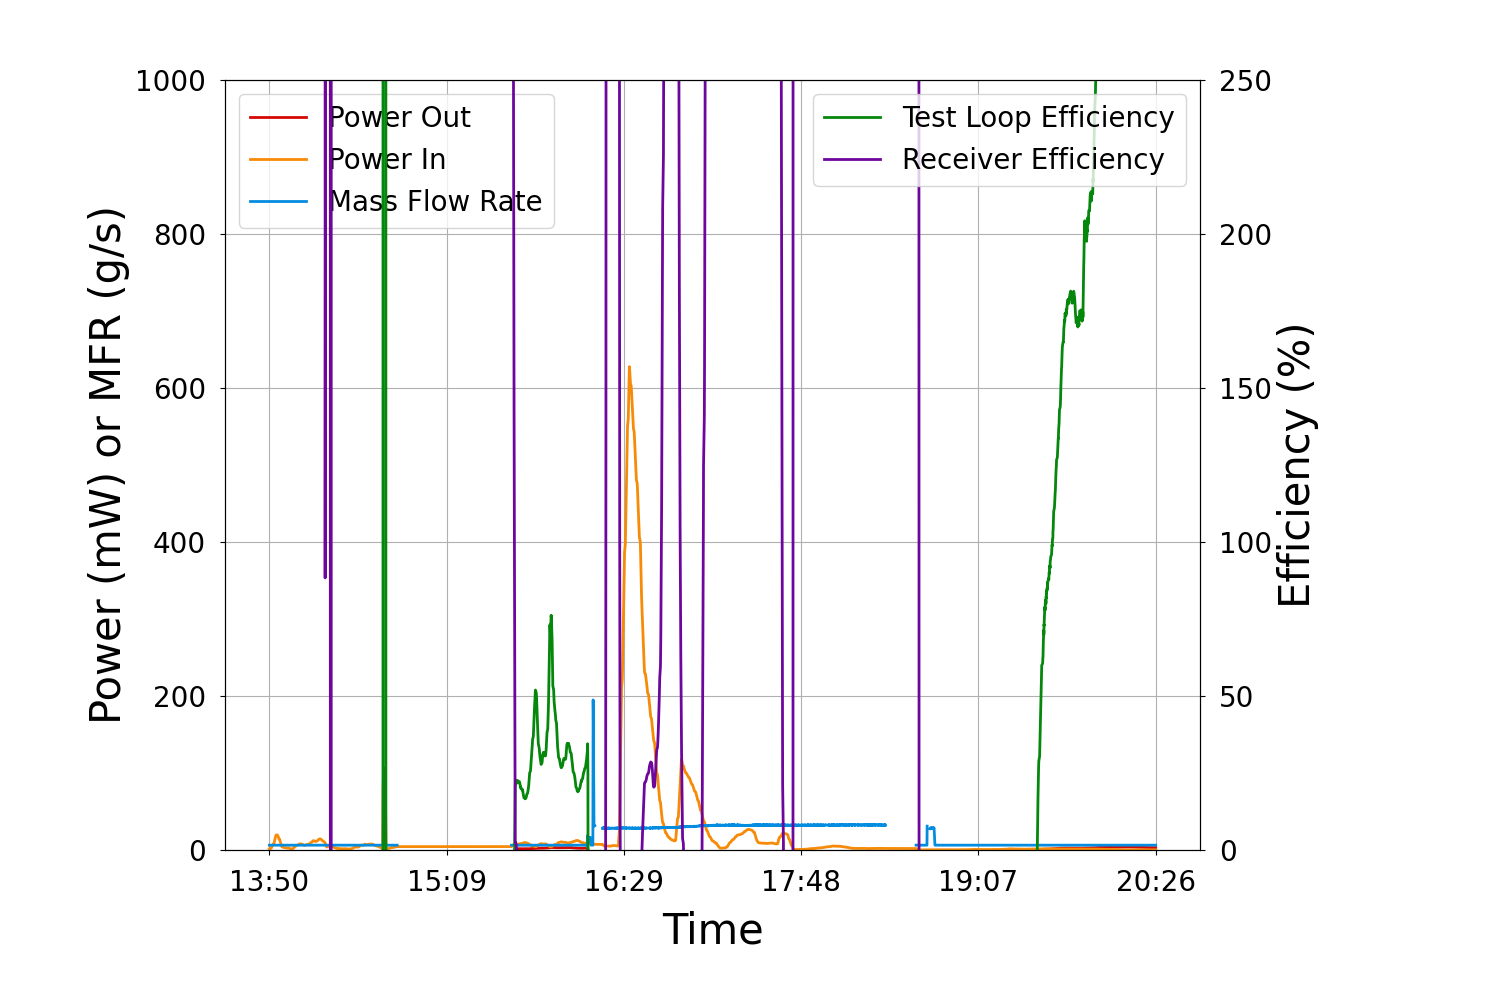 1000
800
600
400
200
0
Power (mW) or MFR (g/s)
Power Out
Power In
Mass Flow Rate
Test Loop Efficiency
Receiver Efficiency
250
200
150
100
50
0
Efficiency (%)
13:50 15:09 16:29 17:48 19:07 20:26
Time